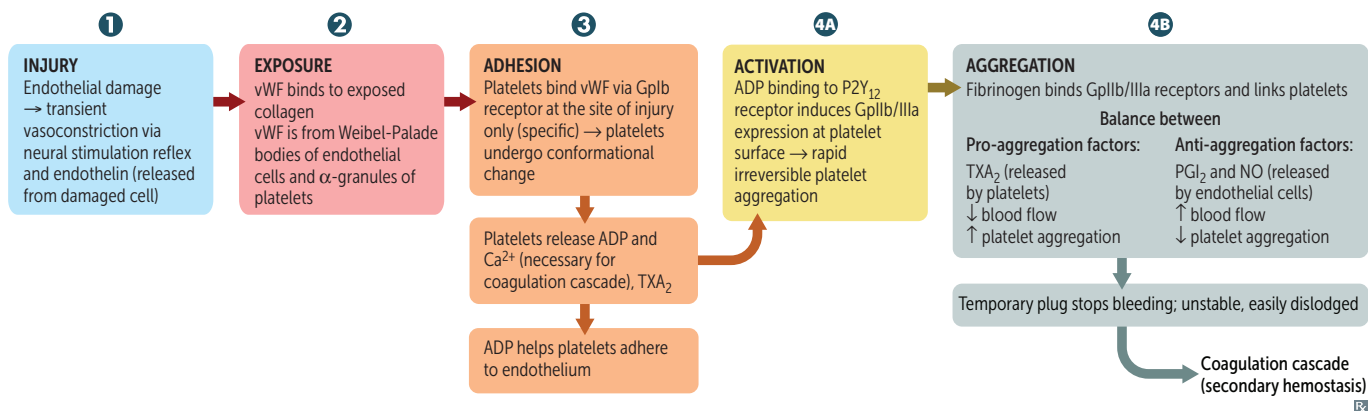 1
INJURY
Endothelial damage
→ transient
vasoconstriction via
neural stimulation reflex
and endothelin (released
from damaged cell)
2
EXPOSURE
vWF binds to exposed
collagen
vWF is from Weibel-Palade
bodies of endothelial
cells and α-granules of
platelets
3
ADHESION
Platelets bind vWF via GpIb
receptor at the site of injury
only (specific) → platelets
undergo conformational
change
Platelets release ADP and
Ca²⁺ (necessary for
coagulation cascade), TXA₂
ADP helps platelets adhere
to endothelium
4A
ACTIVATION
ADP binding to P2Y₁₂
receptor induces GpIIb/IIIa
expression at platelet
surface → rapid
irreversible platelet
aggregation
4B
AGGREGATION
Fibrinogen binds GpIIb/IIIa receptors and links platelets
Balance between
Pro-aggregation factors:
TXA₂ (released
by platelets)
↓ blood flow
↑ platelet aggregation
Anti-aggregation factors:
PGI₂ and NO (released
by endothelial cells)
↑ blood flow
↓ platelet aggregation
Temporary plug stops bleeding; unstable, easily dislodged
Coagulation cascade
(secondary hemostasis)